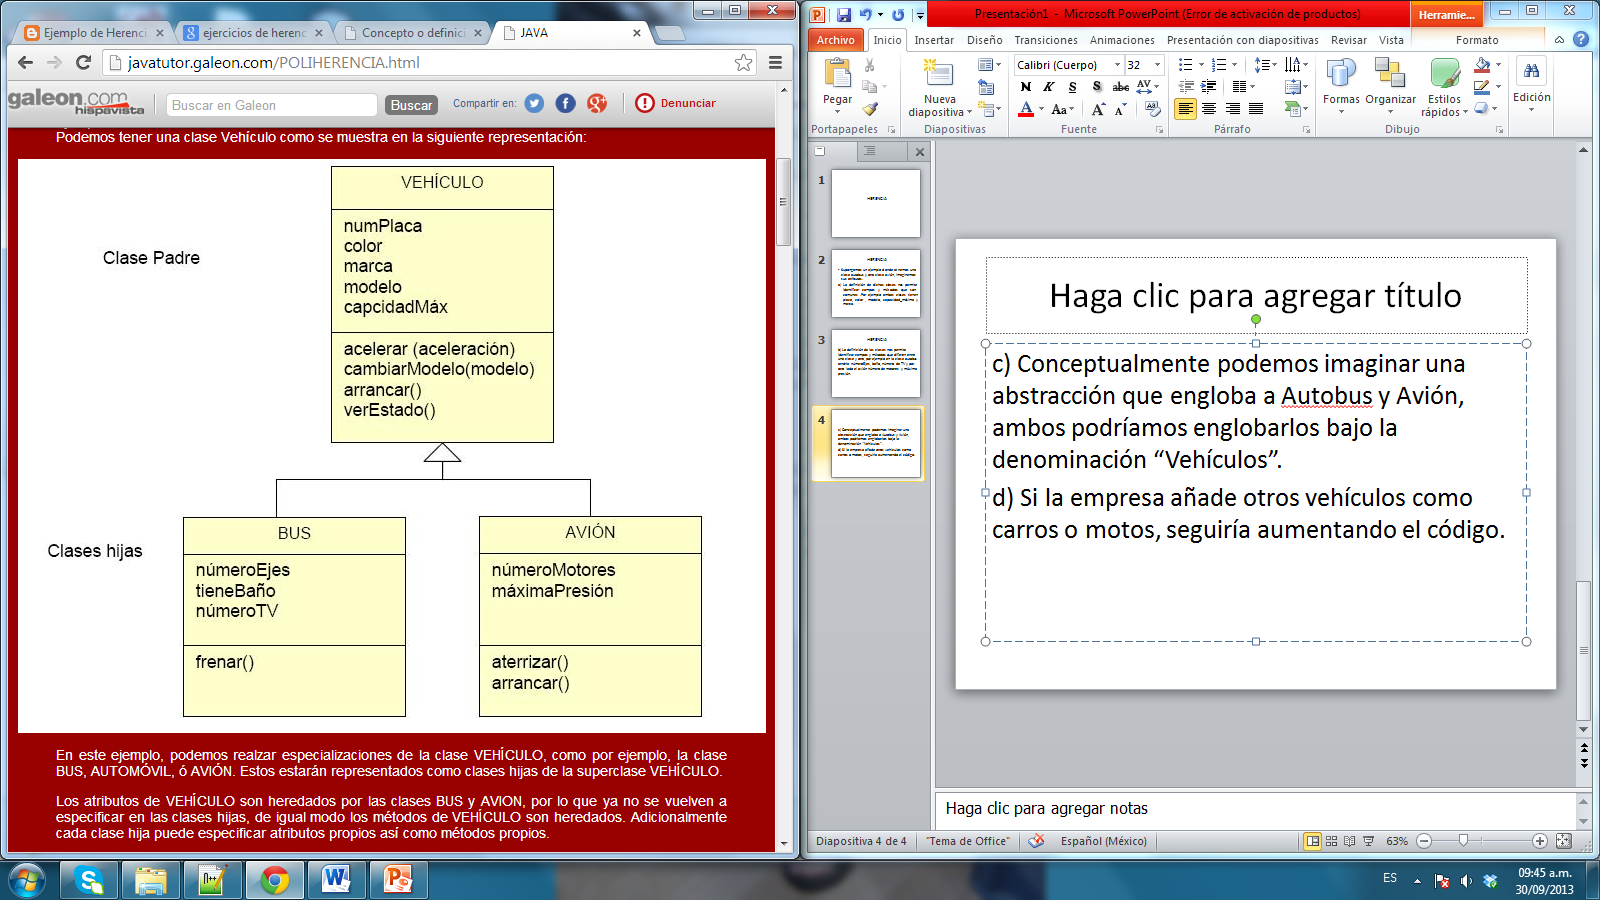 Ejemplo de Herenci
ejercicios de herenc
Concepto o definici
JAVA
javatutor.galeon.com/POLIHERENCIA.html
galeon.com
hispavista
Buscar en Galeon
Buscar
Compartir en:
Denunciar
Podemos tener una clase Vehículo como se muestra en la siguiente representación:
VEHÍCULO
numPlaca
color
marca
modelo
capcidadMáx
Clase Padre
acelerar (aceleración)
cambiarModelo(modelo)
arrancar()
verEstado()
Clases hijas
BUS
númeroEjes
tieneBaño
númeroTV
frenar()
AVIÓN
númeroMotores
máximaPresión
aterrizar()
arrancar()
En este ejemplo, podemos realzar especializaciones de la clase VEHÍCULO, como por ejemplo, la clase
BUS, AUTOMÓVIL, ó AVIÓN. Estos estarán representados como clases hijas de la superclase VEHÍCULO.
Los atributos de VEHÍCULO son heredados por las clases BUS y AVION, por lo que ya no se vuelven a
especificar en las clases hijas, de igual modo los métodos de VEHÍCULO son heredados. Adicionalmente
cada clase hija puede especificar atributos propios así como métodos propios.
Presentación1 - Microsoft PowerPoint (Error de activación de productos)
Herramie...
Archivo Inicio Insertar Diseño Transiciones Animaciones Presentación con diapositivas Revisar Vista Formato
Calibri (Cuerpo) 32
N K S S abc AV
A Aa A A
Pegar
Nueva
diapositiva
Formas Organizar Estilos
rápidos
Edición
Portapapeles Diapositivas Fuente Párrafo Dibujo
1
HERENCIA
2
HERENCIA
3
HERENCIA
4
Haga clic para agregar título
c) Conceptualmente podemos imaginar una
abstracción que engloba a Autobus y Avión,
ambos podríamos englobarlos bajo la
denominación “Vehículos”.
d) Si la empresa añade otros vehículos como
carros o motos, seguiría aumentando el código.
Haga clic para agregar notas
Diapositiva 4 de 4 "Tema de Office" Español (México) 63%
ES
09:45 a.m.
30/09/2013